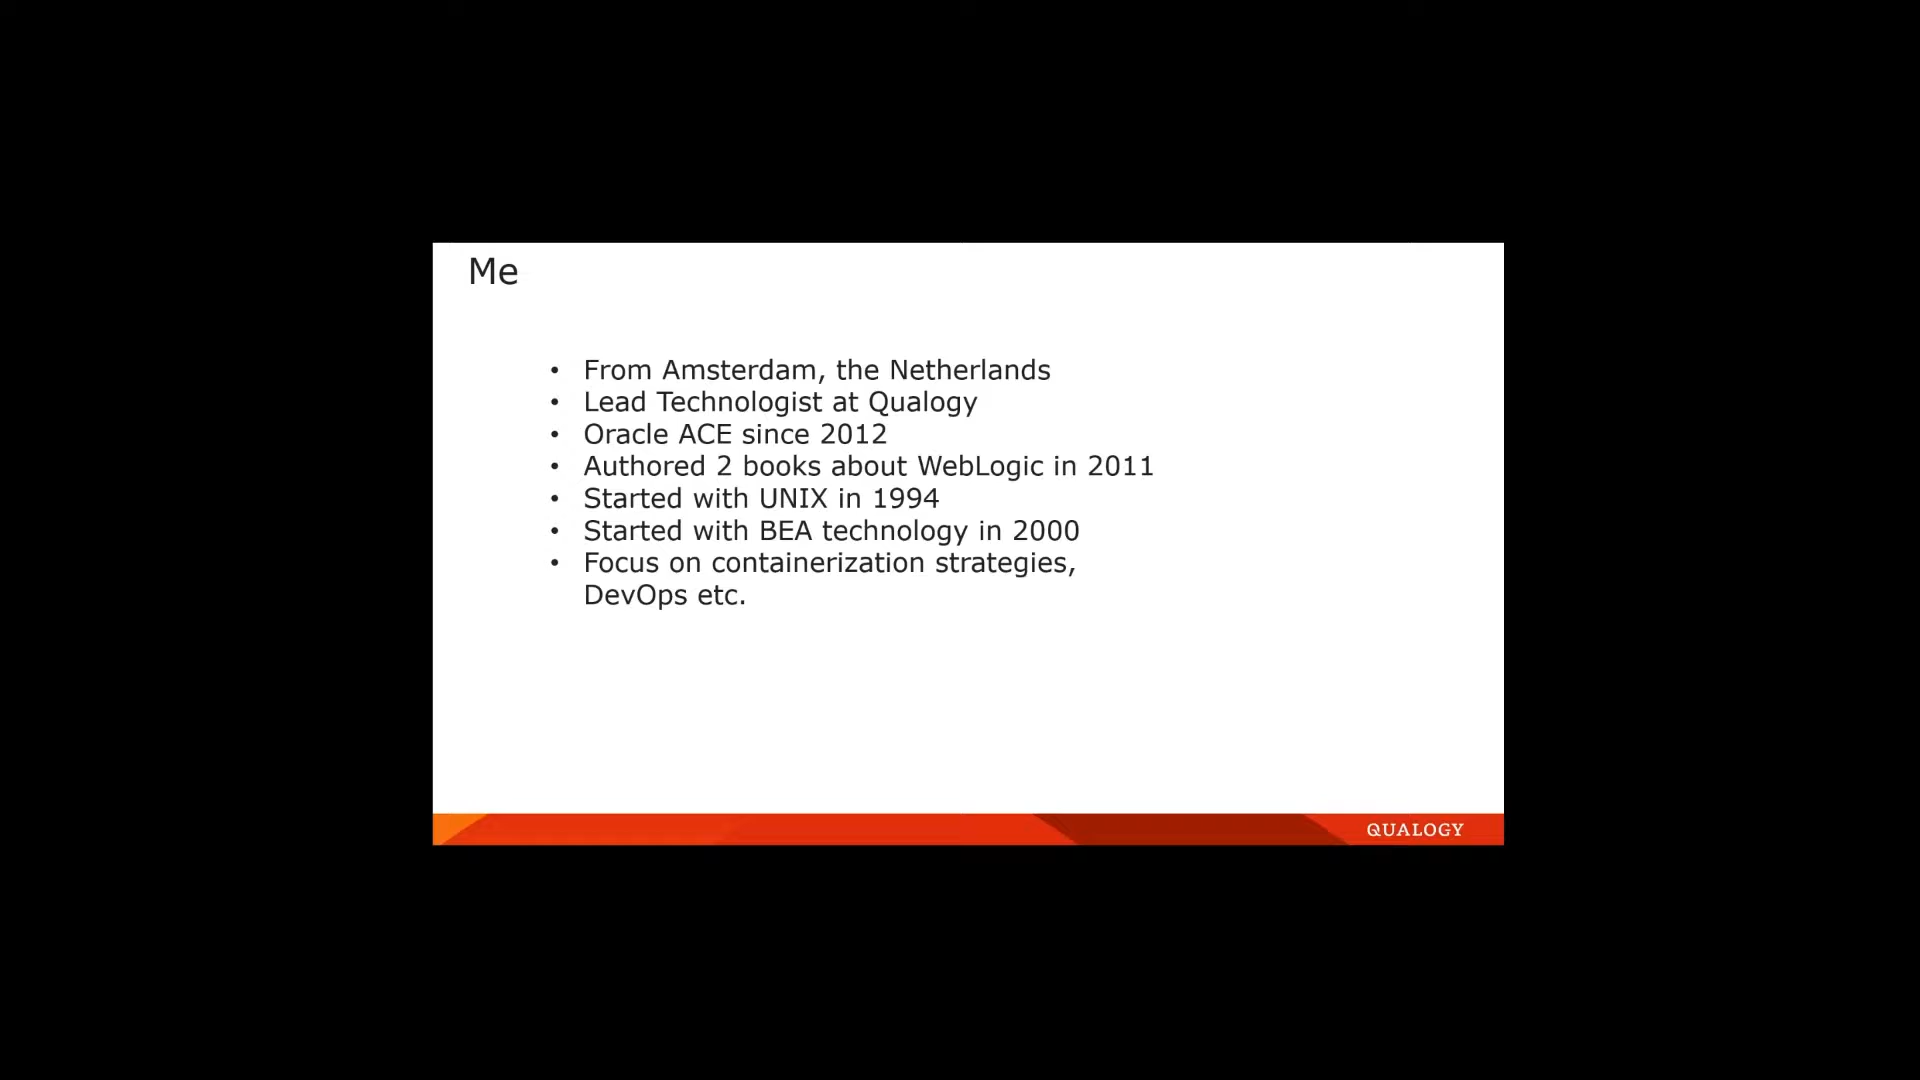 Me
• From Amsterdam, the Netherlands
• Lead Technologist at Qualogy
• Oracle ACE since 2012
• Authored 2 books about WebLogic in 2011
• Started with UNIX in 1994
• Started with BEA technology in 2000
• Focus on containerization strategies,
DevOps etc.
QUALOGY